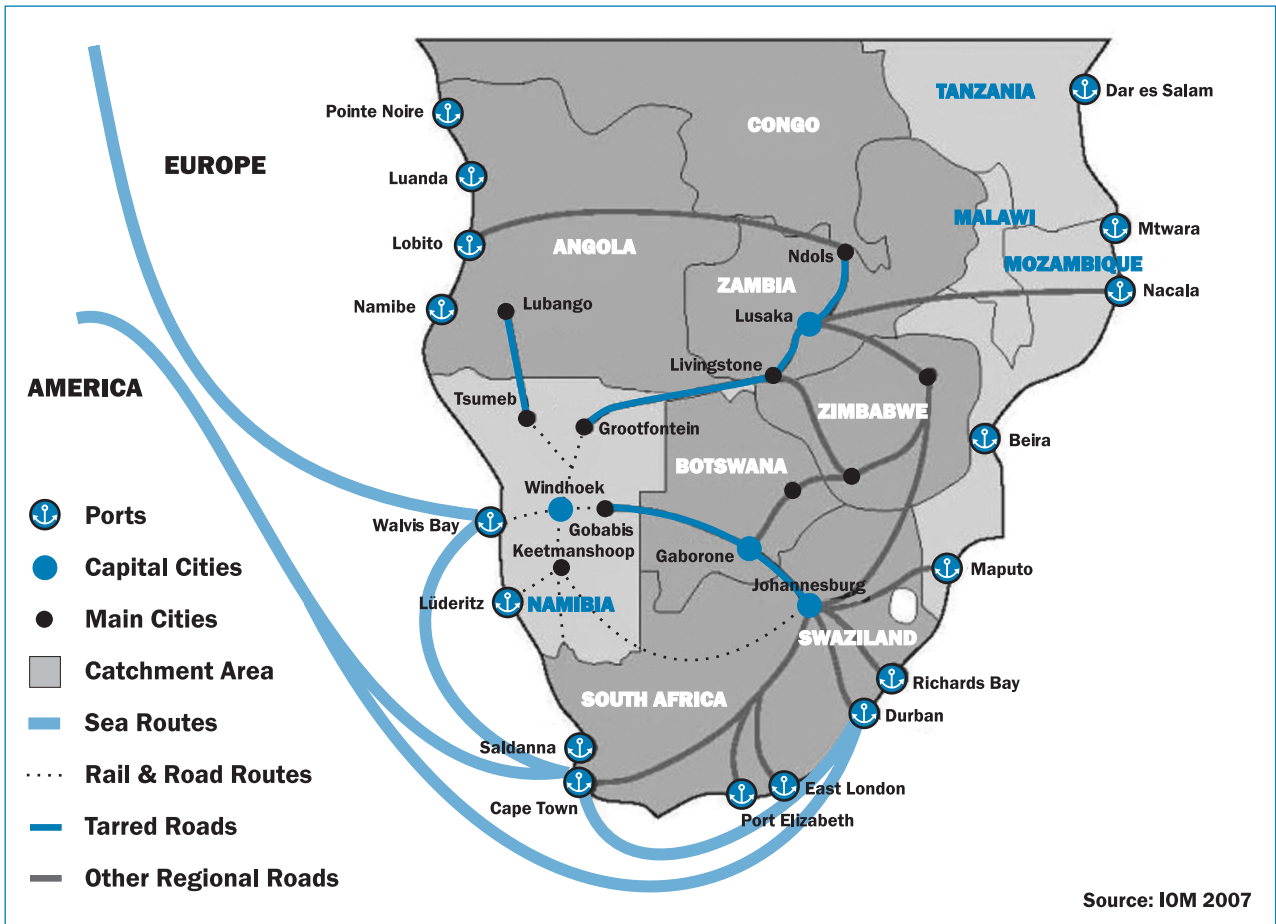 TANZANIA
Dar es Salam
Pointe Noire
CONGO
EUROPE
Luanda
MALAWI
Mtwara
Lobito
ANGOLA
Ndols
MOZAMBIQUE
ZAMBIA
Nacala
Namibe
Lubango
Lusaka
Livingstone
AMERICA
Tsumeb
ZIMBABWE
Grootfontein
Beira
BOTSWANA
Windhoek
Ports
Walvis Bay
Gobabis
Keetmanshoop
Gaborone
Capital Cities
Maputo
Johannesburg
Lüderitz
NAMIBIA
Main Cities
SWAZILAND
Catchment Area
Richards Bay
SOUTH AFRICA
Durban
Sea Routes
Saldanna
Rail & Road Routes
East London
Cape Town
Port Elizabeth
Tarred Roads
Other Regional Roads
Source: IOM 2007